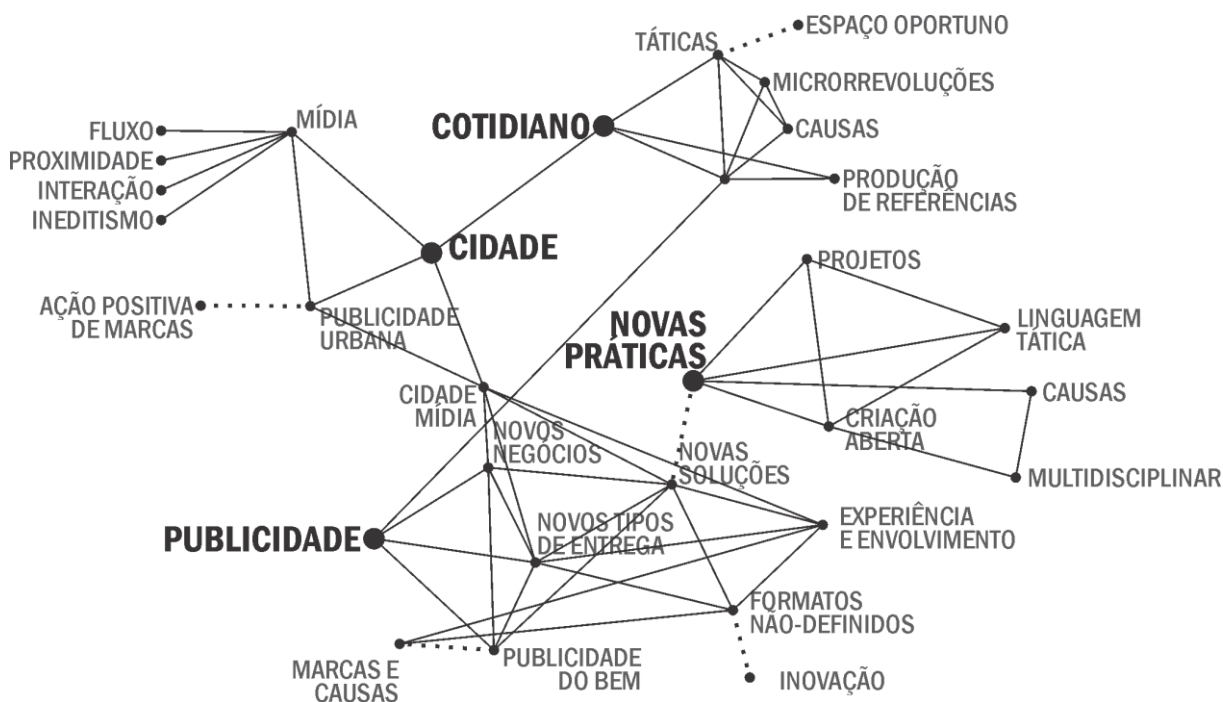 ESPAÇO OPORTUNO
TÁTICAS
MICRORREVOLUÇÕES
MÍDIA
COTIDIANO
CAUSAS
FLUXO
PROXIMIDADE
INTERAÇÃO
INEDITISMO
PRODUÇÃO
DE REFERÊNCIAS
CIDADE
PROJETOS
AÇÃO POSITIVA
DE MARCAS
PUBLICIDADE
URBANA
NOVAS
PRÁTICAS
LINGUAGEM
TÁTICA
CIDADE
MÍDIA
CAUSAS
CRIAÇÃO
ABERTA
NOVOS
NEGÓCIOS
NOVAS
SOLUÇÕES
MULTIDISCIPLINAR
PUBLICIDADE
NOVOS TIPOS
DE ENTREGA
EXPERIÊNCIA
E ENVOLVIMENTO
FORMATOS
NÃO-DEFINIDOS
MARCAS E
CAUSAS
PUBLICIDADE
DO BEM
INOVAÇÃO